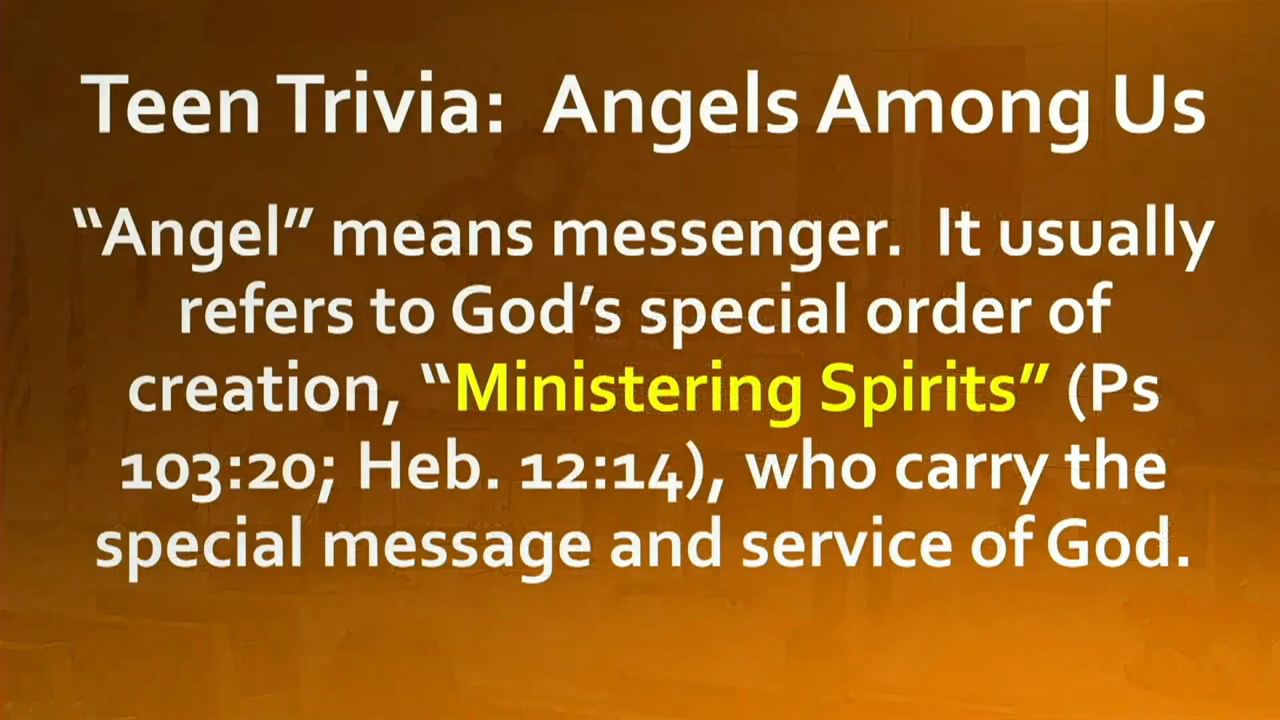 Teen Trivia:  Angels Among Us
“Angel” means messenger.  It usually
refers to God’s special order of
creation, “Ministering Spirits” (Ps
103:20; Heb. 12:14), who carry the
special message and service of God.